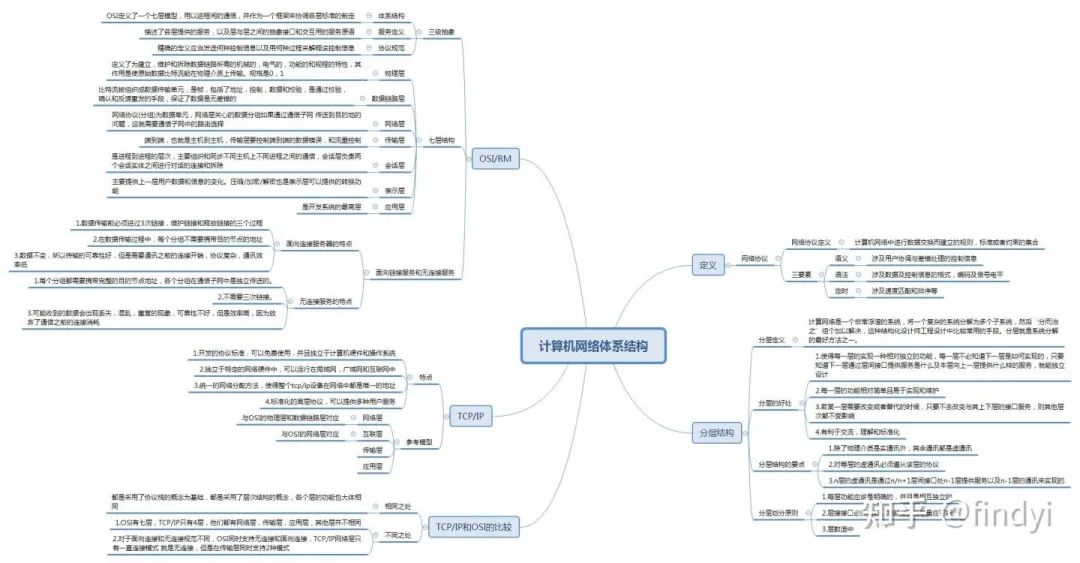 OSI定义了一个七层模型，用以进程间的通信，并作为一个框架来协调各层标准的制定
体系结构
描述了各层提供的服务，以及层与层之间的抽象接口和交互用的服务原语
服务定义
三级抽象
精确的定义应当发送何种控制信息以及用何种过程来解释该控制信息
协议规范
定义了为建立，维护和拆除数据链路所需的机械的，电气的，功能的和规程的特性，其
作用是使原始数据比特流能在物理介质上传输。规格是0，1
物理层
比特流被组织成数据传输单元，是帧，包括了地址，控制，数据和校验，是通过校验，
确认和反馈重发的手段，保证了数据是无差错的
数据链路层
网络协议(分组)为数据单元，网络层关心的数据分组如果通过通信子网 传送到目的地的
问题，这就需要通信子网中的路由选择
网络层
端到端，也就是主机到主机，传输层要控制端到端的数据错误，和流量控制
传输层
七层结构
是进程到进程的层次，主要组织和同步不同主机上不同进程之间的通信，会话层负责两
个会话实体之间进行对话的连接和拆除
会话层
主要提供上一层用户数据和信息的变化。压缩/加密/解密也是表示层可以提供的转换功
能
表示层
是开发系统的最高层
应用层
OSI/RM
1.数据传输前必须进过3次链接，维护链接和释放链接的三个过程
2.在数据传输过程中，每个分组不需要携带目的节点的地址
面向连接服务器的特点
3.数据不变，所以传输的可靠性好，但是需要通讯之前的连接开销，协议复杂，通讯效
率低
面向链接服务和无连接服务
1.每个分组都需要携带完整的目的节点地址，各个分组在通信子网中是独立传送的。
2.不需要三次链接。
无连接服务的特点
3.可能收到的数据会出现丢失，混乱，重复的现象，可靠性不好，但是效率高，因为放
弃了通信之前的连接消耗
1.开发的协议标准，可以免费使用，并且独立于计算机硬件和操作系统
2.独立于特定的网络硬件中，可以运行在局域网，广域网和互联网中
特点
3.统一的网络分配方法，使得整个tcp/ip设备在网络中都是唯一的地址
4.标准化的高层协议，可以提供多种用户服务
TCP/IP
与OSI的物理层和数据链路层对应
网络层
与OSI的网络层对应
互联层
参考模型
传输层
应用层
都是采用了协议栈的概念为基础，都是采用了层次结构的概念，各个层的功能也大体相
同
相同之处
TCP/IP和OSI的比较
1.OSI有七层，TCP/IP只有4层，他们都有网络层，传输层，应用层，其他层并不相同
不同之处
2.对于面向连接和无连接规范不同，OSI同时支持无连接和面向连接，TCP/IP网络层只
有一直连接模式 就是无连接，但是在传输层同时支持2种模式
计算机网络体系结构
定义
网络协议
网络协议定义
计算机网络中进行数据交换而建立的规则，标准或者约束的集合
三要素
语义
涉及用户协调与差错处理的控制信息
语法
涉及数据及控制信息的格式，编码及信号电平
定时
涉及速度匹配和排序等
分层结构
分层定义
计算网络是一个非常浮渣的系统，将一个复杂的系统分解为多个子系统，然后‘分而治
之’组个加以解决，这种结构化设计师工程设计中比较常用的手段。分层就是系统分解
的最好方法之一。
分层的好处
1.使得每一层的实现一种相对独立的功能，每一层不必知道下一层是如何实现的，只要
知道下一层通过层间接口提供服务是什么及本层向上一层提供什么样的服务，就能独立
设计
2.每一层的功能相对简单且易于实现和维护
3.若某一层需要改变或者替代的时候，只要不去改变与其上下层的接口服务，则其他层
次都不受影响
4.有利于交流，理解和标准化
分层结构的要点
1.除了物理介质是实通讯外，其余通讯都是虚通讯
2.对等层的虚通讯必须遵从该层的协议
3.n层的虚通讯是通过n/n+1层间接口处n-1层提供服务以及n-1层的通讯来实现的
分层划分原则
1.每层功能应该是明确的，并且是相互独立的
2.层接接口必
3.层数适中
知乎 @findyi